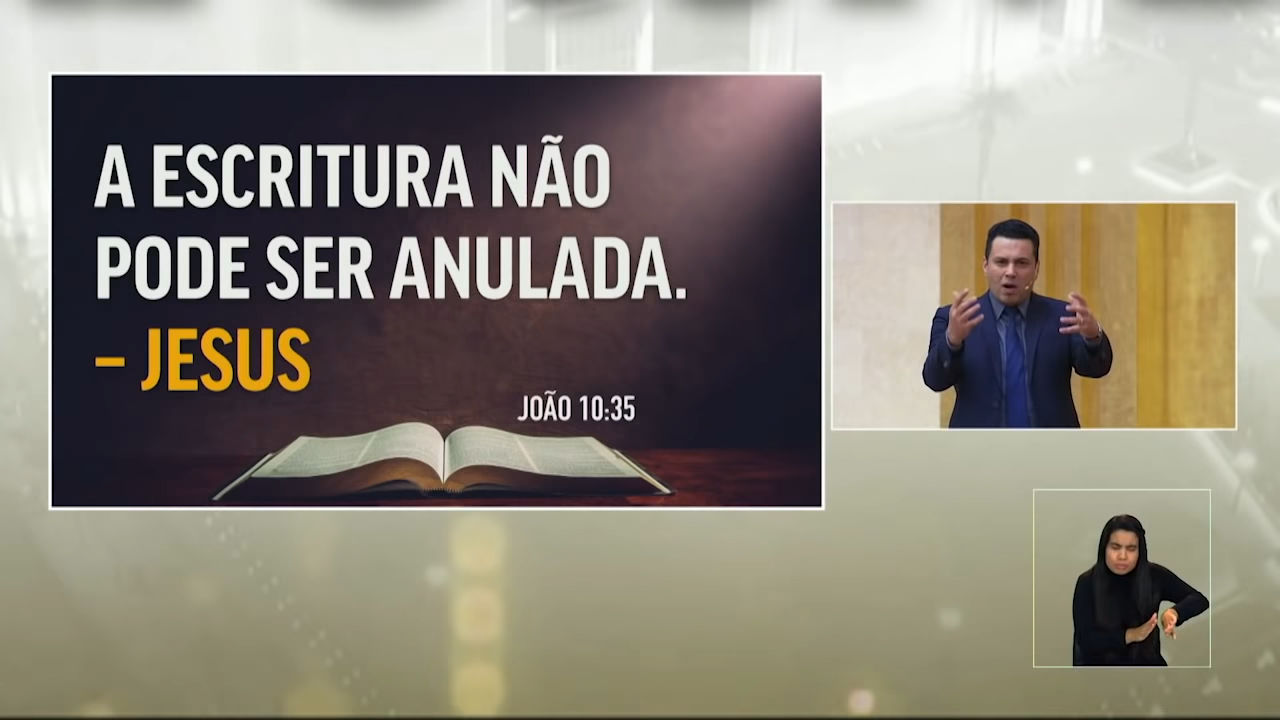 A ESCRITURA NÃO
PODE SER ANULADA.
– JESUS
JOÃO 10:35